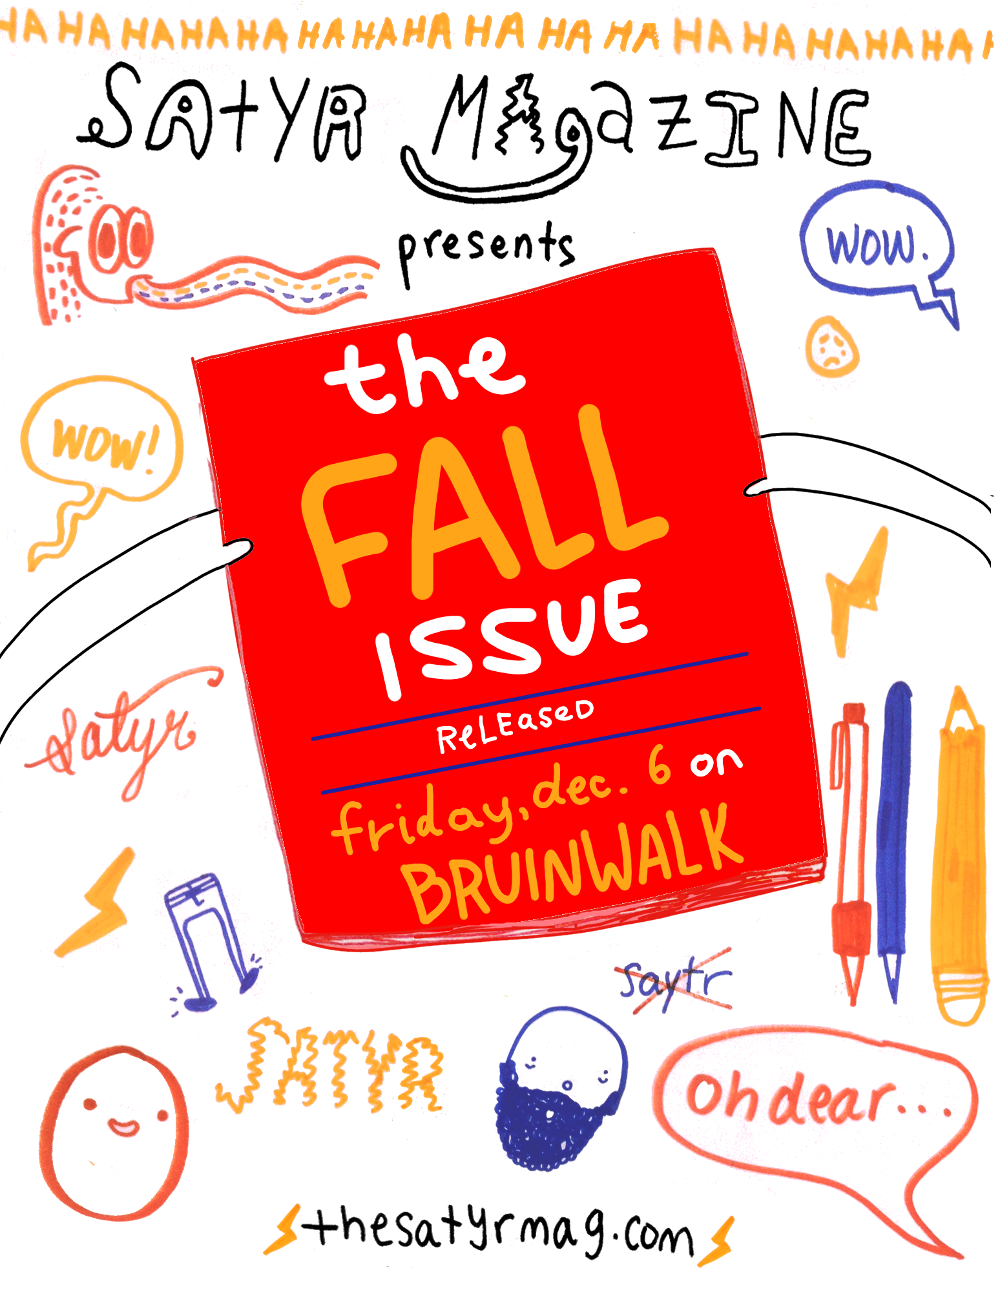 HA HA HAHAHA HAHAHA HA HA HA HA HA HAHAHA H
SAtYR MAgaZINE
presents
WOW.
WOW!
the
FALL
ISSUE
ReLEaseD
friday, dec. 6 on
BRUINWALK
satyr
saytr
SATYR
Oh dear...
thesatyrmag.com